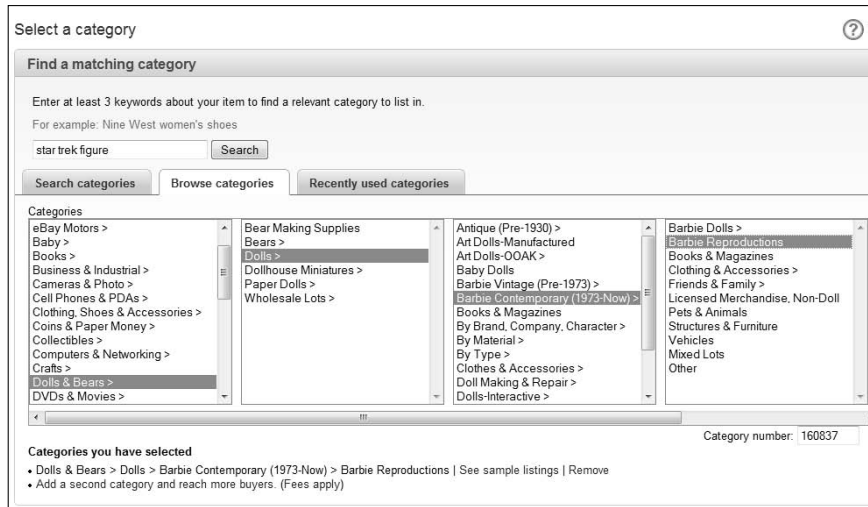 Select a category
?
Find a matching category
Enter at least 3 keywords about your item to find a relevant category to list in.
For example: Nine West women's shoes
star trek figure
Search
Search categories
Browse categories
Recently used categories
Categories
eBay Motors >
Baby >
Books >
Business & Industrial >
Cameras & Photo >
Cell Phones & PDAs >
Clothing, Shoes & Accessories >
Coins & Paper Money >
Collectibles >
Computers & Networking >
Crafts >
Dolls & Bears >
DVDs & Movies >
Bear Making Supplies
Bears >
Dolls >
Dollhouse Miniatures >
Paper Dolls >
Wholesale Lots >
Antique (Pre-1930) >
Art Dolls-Manufactured
Art Dolls-OOAK >
Baby Dolls
Barbie Vintage (Pre-1973) >
Barbie Contemporary (1973-Now) >
Books & Magazines
By Brand, Company, Character >
By Material >
By Type >
Clothes & Accessories >
Doll Making & Repair >
Dolls-Interactive >
Barbie Dolls >
Barbie Reproductions
Books & Magazines
Clothing & Accessories >
Friends & Family >
Licensed Merchandise, Non-Doll
Pets & Animals
Structures & Furniture
Vehicles
Mixed Lots
Other
Category number: 160837
Categories you have selected
• Dolls & Bears > Dolls > Barbie Contemporary (1973-Now) > Barbie Reproductions | See sample listings | Remove
• Add a second category and reach more buyers. (Fees apply)